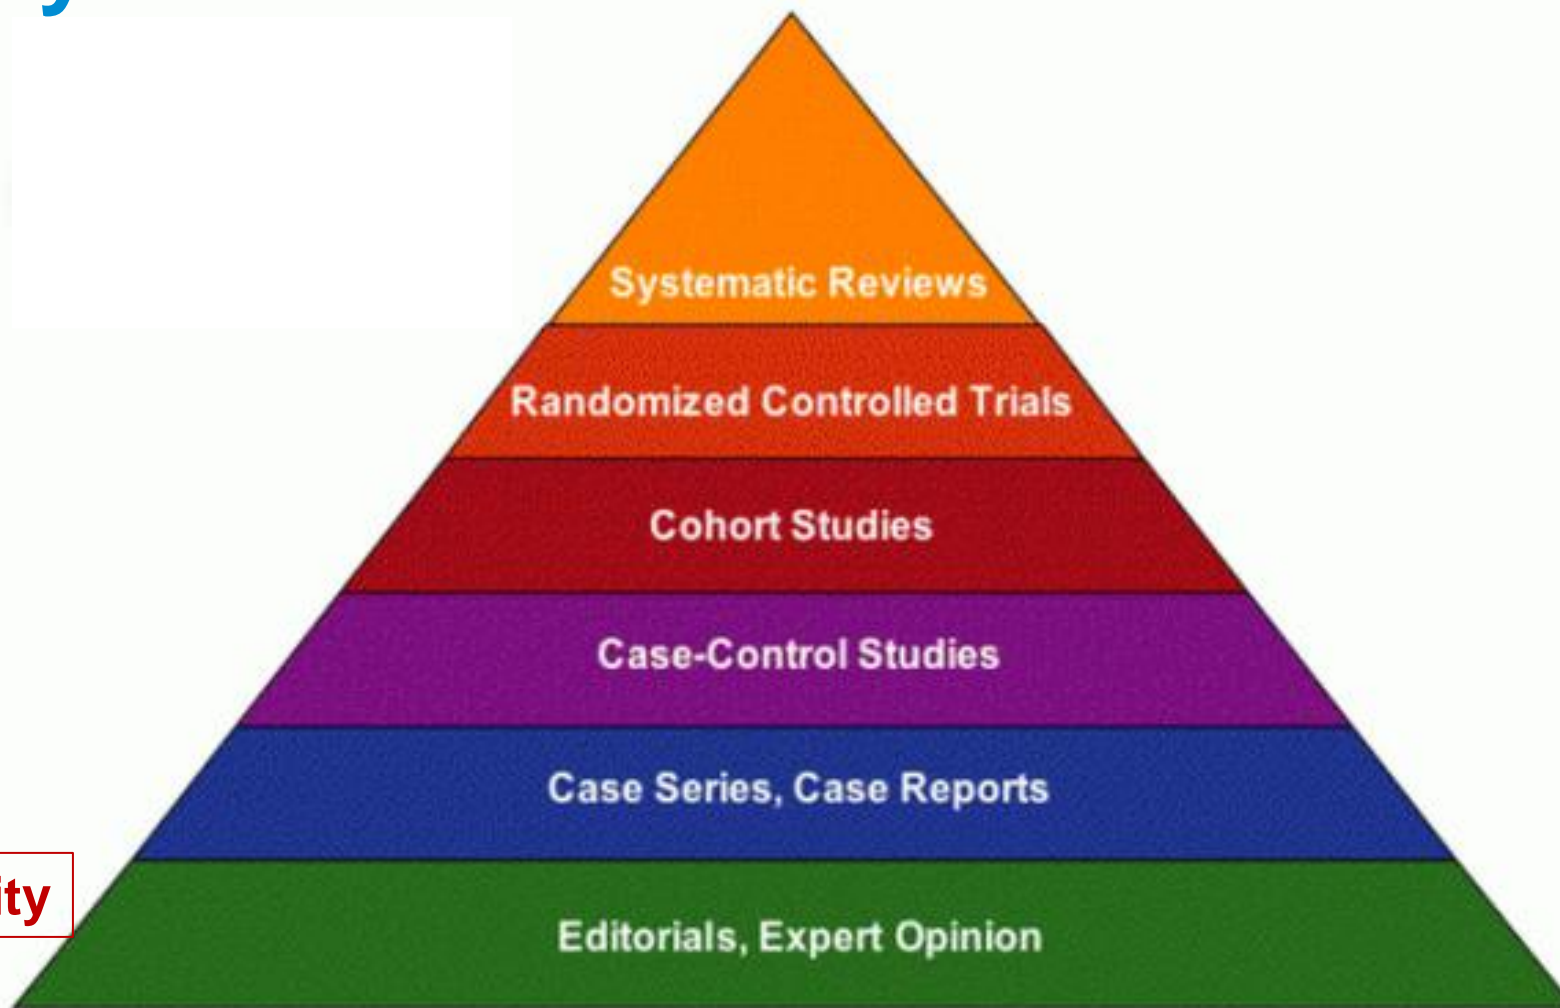 y
Systematic Reviews
Randomized Controlled Trials
Cohort Studies
Case-Control Studies
Case Series, Case Reports
ity
Editorials, Expert Opinion